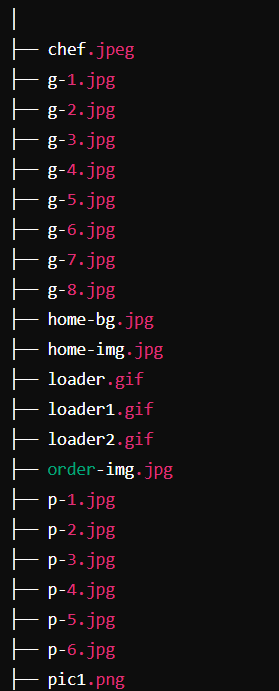 │
├── chef.jpeg
├── g-1.jpg
├── g-2.jpg
├── g-3.jpg
├── g-4.jpg
├── g-5.jpg
├── g-6.jpg
├── g-7.jpg
├── g-8.jpg
├── home-bg.jpg
├── home-img.jpg
├── loader.gif
├── loader1.gif
├── loader2.gif
├── order-img.jpg
├── p-1.jpg
├── p-2.jpg
├── p-3.jpg
├── p-4.jpg
├── p-5.jpg
├── p-6.jpg
├── pic1.png